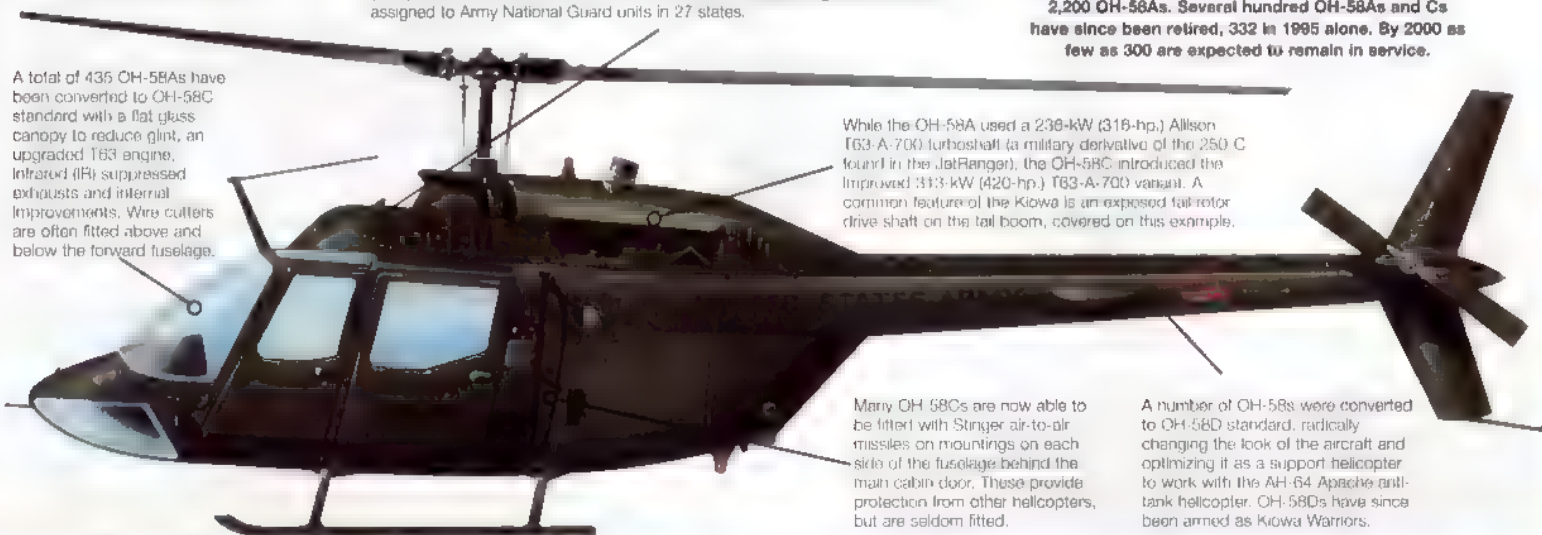 assigned to Army National Guard units in 27 states.
2,200 OH-58As. Several hundred OH-58As and Cs
have since been retired, 332 in 1995 alone. By 2000 as
few as 300 are expected to remain in service.
A total of 435 OH-58As have
been converted to OH-58C
standard with a flat glass
canopy to reduce glint, an
upgraded T63 engine,
Infrared (IR) suppressed
exhausts and internal
improvements. Wire cutters
are often fitted above and
below the forward fuselage.
While the OH-58A used a 236-kW (316-hp.) Allison
T63-A-700 turboshaft (a military derivative of the 250-C
found in the JetRanger), the OH-58C introduced the
improved 313-kW (420-hp.) T63-A-700 variant. A
common feature of the Kiowa is an exposed tail rotor
drive shaft on the tail boom, covered on this example.
UNITED STATES ARMY
Many OH-58Cs are now able to
be fitted with Stinger air-to-air
missiles on mountings on each
side of the fuselage behind the
main cabin door. These provide
protection from other helicopters,
but are seldom fitted.
A number of OH-58s were converted
to OH-58D standard, radically
changing the look of the aircraft and
optimizing it as a support helicopter
to work with the AH-64 Apache anti-
tank helicopter. OH-58Ds have since
been armed as Kiowa Warriors.